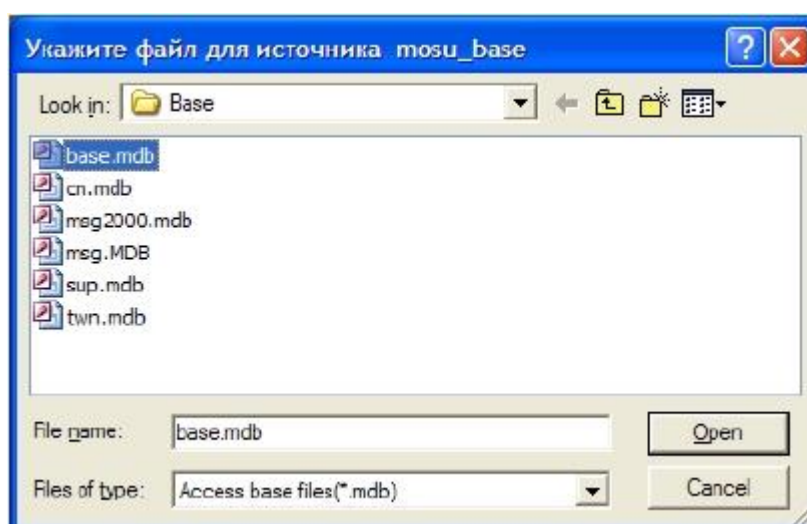 Укажите файл для источника mosu_base
Look in: Base
base.mdb
cn.mdb
msg2000.mdb
msg.MDB
sup.mdb
twn.mdb
File name: base.mdb Open
Files of type: Access base files(*.mdb) Cancel